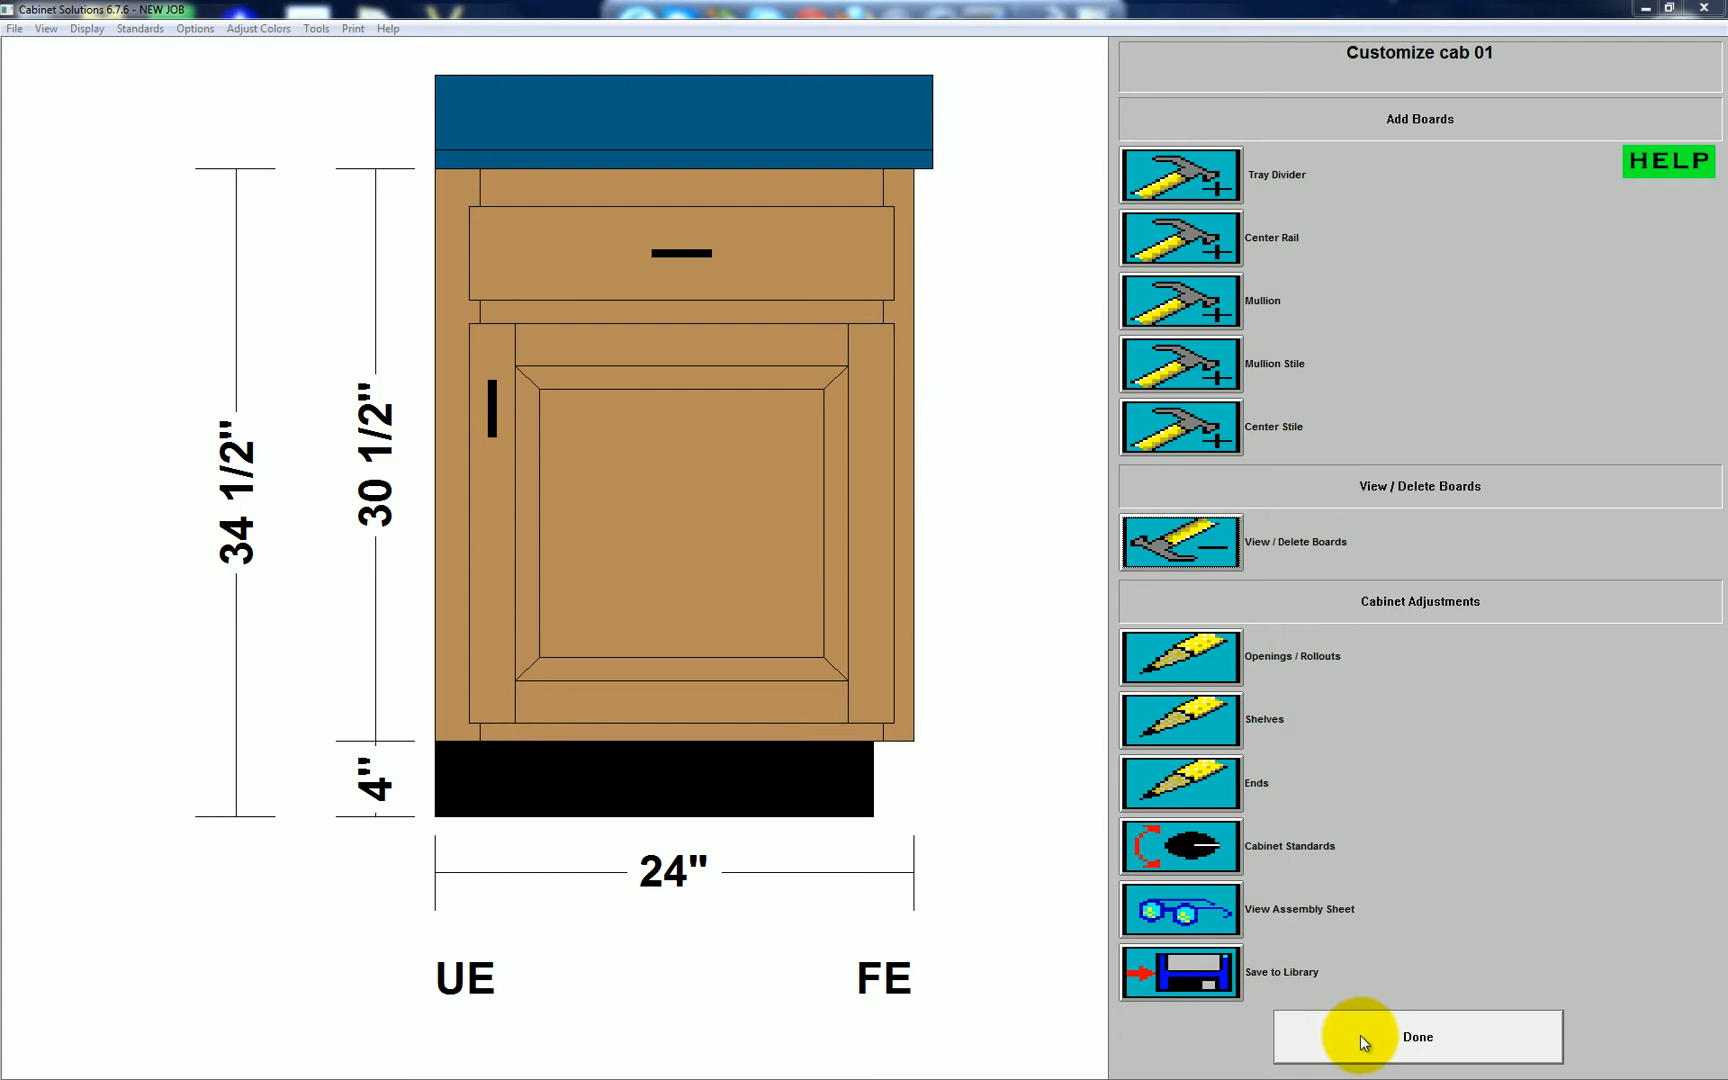 Cabinet Solutions 6.7.6 - NEW JOB
File View Display Standards Options Adjust Colors Tools Print Help
Customize cab 01
Add Boards
HELP
Tray Divider
Center Rail
Mullion
Mullion Stile
Center Stile
View / Delete Boards
View / Delete Boards
Cabinet Adjustments
Openings / Rollouts
Shelves
Ends
Cabinet Standards
View Assembly Sheet
Save to Library
Done
34 1/2"
30 1/2"
4"
24"
UE FE